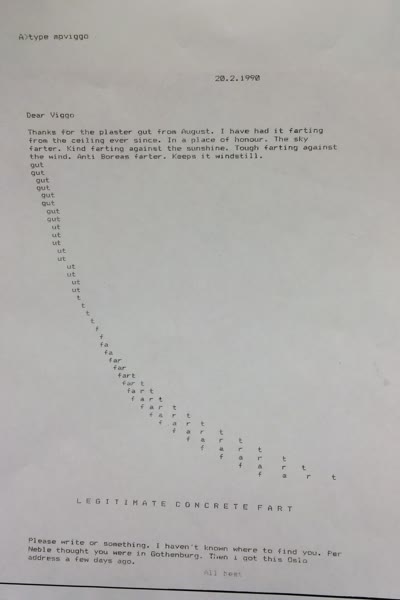 A>type mpviggo
20.2.1990
Dear Viggo
Thanks for the plaster gut from August. I have had it farting
from the ceiling ever since. In a place of honour. The sky
farter. Kind farting against the sunshine. Tough farting against
the wind. Anti Boreas farter. Keeps it windstill.
gut
gut
gut
gut
gut
gut
gut
gut
ut
ut
ut
ut
ut
ut
ut
ut
ut
t
t
t
t
f
f
fa
fa
far
far
fart
far t
fa r t
f a r t
f a r t
f a r t
f a r t
f a r t
f a r t
f a r t
f a r t
f a r t
LEGITIMATE CONCRETE FART
Please write or something. I haven't known where to find you. Per
Neble thought you were in Gothenburg. Then i got this Oslo
address a few days ago.
All best